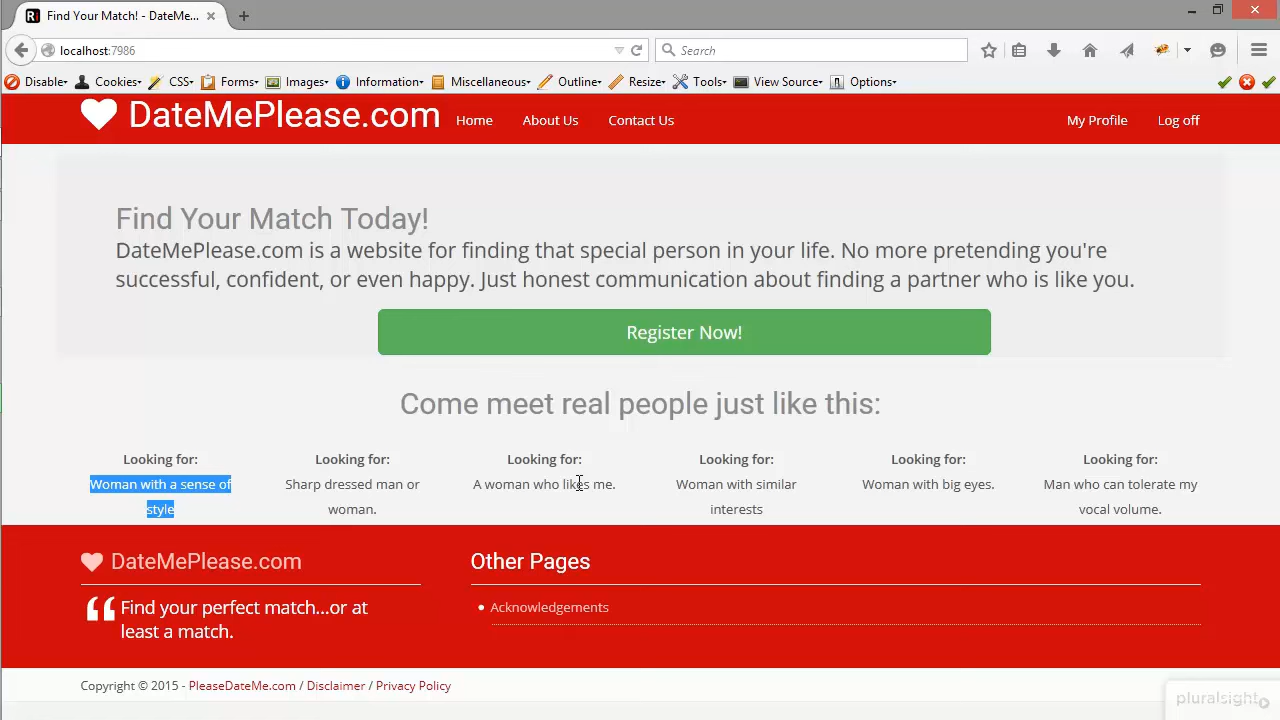 Find Your Match! - DateMe...
localhost:7986
Search
Disable Cookies CSS Forms Images Information Miscellaneous Outline Resize Tools View Source Options
DateMePlease.com Home About Us Contact Us My Profile Log off
Find Your Match Today!
DateMePlease.com is a website for finding that special person in your life. No more pretending you're
successful, confident, or even happy. Just honest communication about finding a partner who is like you.
Register Now!
Come meet real people just like this:
Looking for: Looking for: Looking for: Looking for: Looking for: Looking for:
Woman with a sense of Sharp dressed man or A woman who likes me. Woman with similar Woman with big eyes. Man who can tolerate my
style woman. interests vocal volume.
DateMePlease.com Other Pages
Find your perfect match...or at Acknowledgements
least a match.
Copyright © 2015 - PleaseDateMe.com / Disclaimer / Privacy Policy
pluralsight